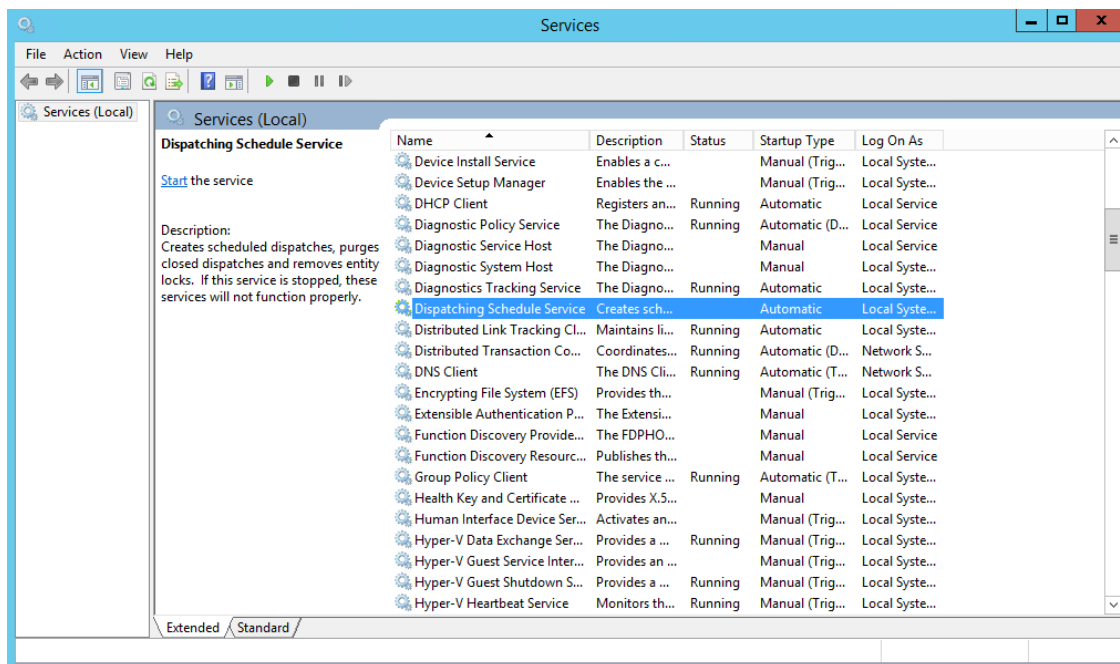 Services
File Action View Help
Services (Local)
Services (Local)
Dispatching Schedule Service
Start the service
Description:
Creates scheduled dispatches, purges
closed dispatches and removes entity
locks. If this service is stopped, these
services will not function properly.
Name Description Status Startup Type Log On As
Device Install Service Enables a c... Manual (Trig... Local Syste...
Device Setup Manager Enables the ... Manual (Trig... Local Syste...
DHCP Client Registers an... Running Automatic Local Service
Diagnostic Policy Service The Diagno... Running Automatic (D... Local Service
Diagnostic Service Host The Diagno... Manual Local Service
Diagnostic System Host The Diagno... Manual Local Syste...
Diagnostics Tracking Service The Diagno... Running Automatic Local Syste...
Dispatching Schedule Service Creates sch... Automatic Local Syste...
Distributed Link Tracking Cl... Maintains li... Running Automatic Local Syste...
Distributed Transaction Co... Coordinates... Running Automatic (D... Network S...
DNS Client The DNS Cli... Running Automatic (T... Network S...
Encrypting File System (EFS) Provides th... Manual (Trig... Local Syste...
Extensible Authentication P... The Extensi... Manual Local Syste...
Function Discovery Provide... The FDPHO... Manual Local Service
Function Discovery Resourc... Publishes th... Manual Local Service
Group Policy Client The service ... Running Automatic (T... Local Syste...
Health Key and Certificate ... Provides X.5... Manual Local Syste...
Human Interface Device Ser... Activates an... Manual (Trig... Local Syste...
Hyper-V Data Exchange Ser... Provides a ... Running Manual (Trig... Local Syste...
Hyper-V Guest Service Inter... Provides an ... Manual (Trig... Local Syste...
Hyper-V Guest Shutdown S... Provides a ... Running Manual (Trig... Local Syste...
Hyper-V Heartbeat Service Monitors th... Running Manual (Trig... Local Syste...
Extended Standard